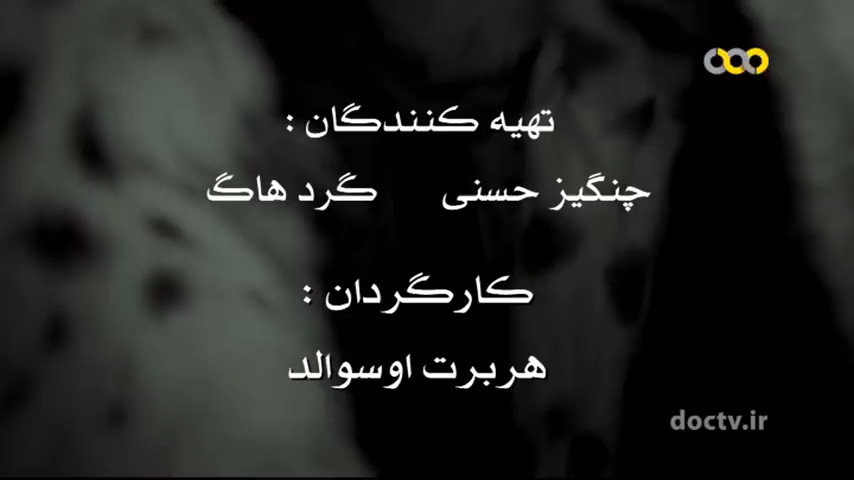 تهیه کنندگان :
چنگیز حسنی گرد هاگ
کارگردان :
هربرت اوسوالد
doctv.ir